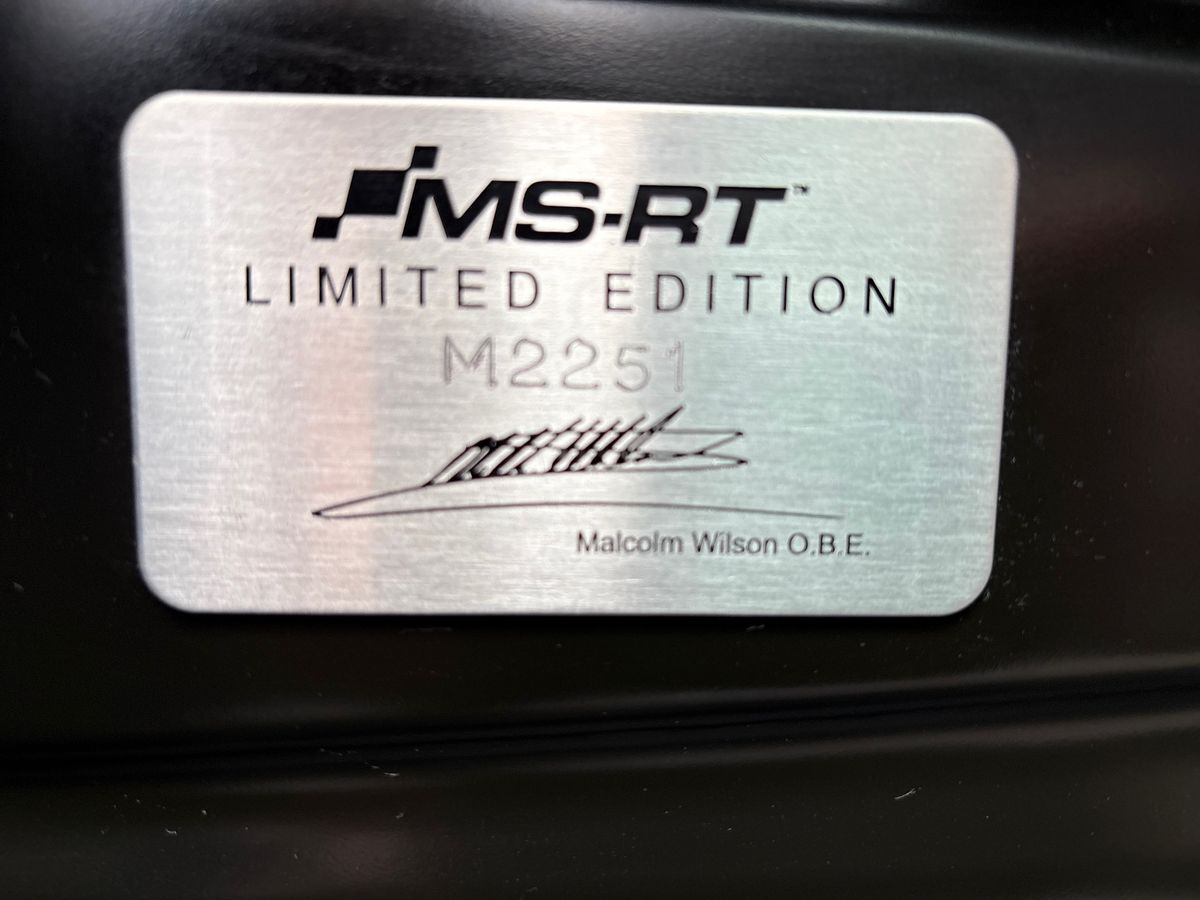 MS-RT™
LIMITED EDITION
M2251
Malcolm Wilson O.B.E.